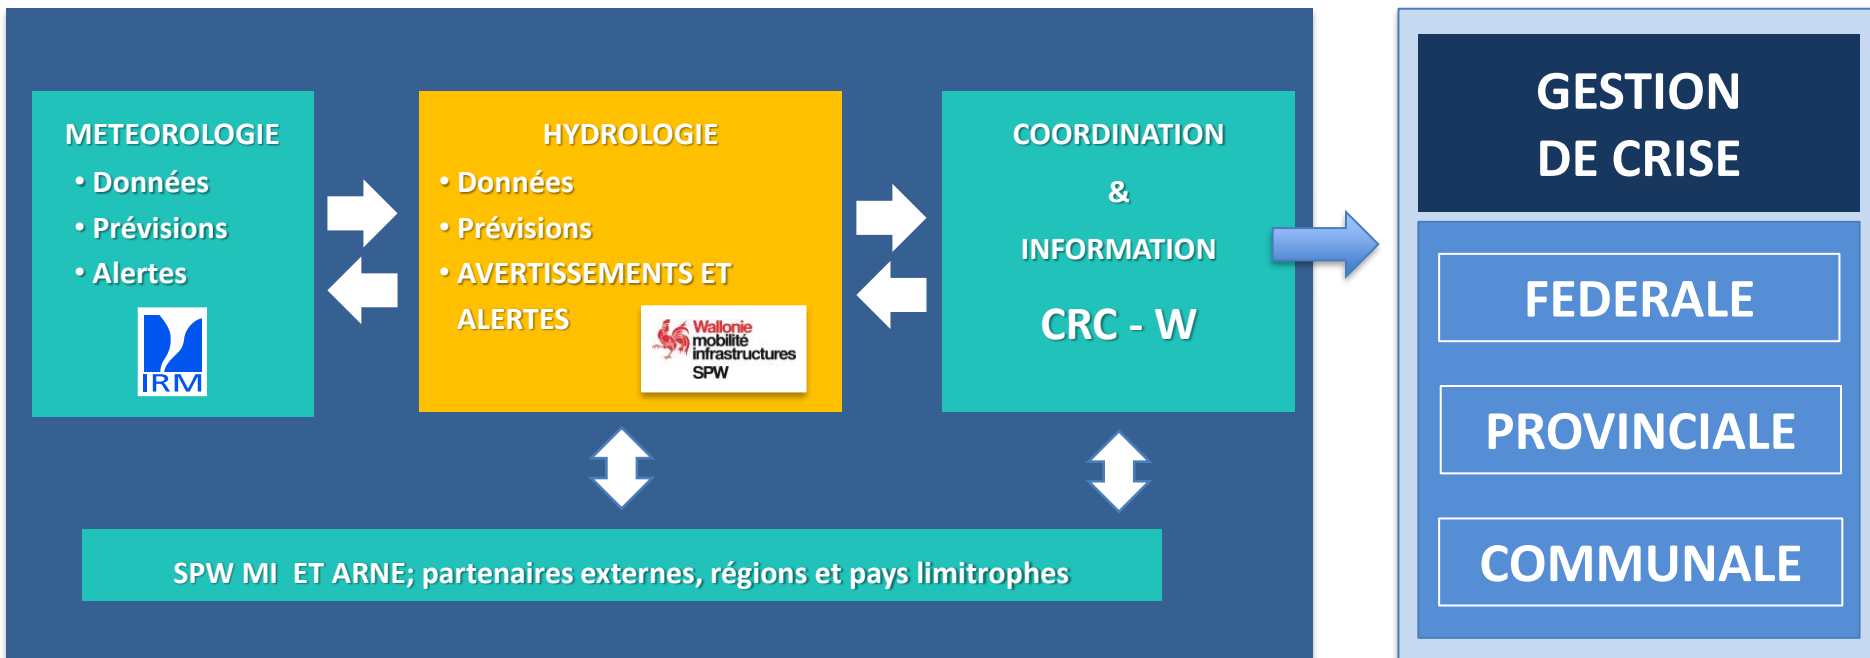 METEOROLOGIE
• Données
• Prévisions
• Alertes
IRM
HYDROLOGIE
• Données
• Prévisions
• AVERTISSEMENTS ET
ALERTES
Wallonie
mobilité
infrastructures
SPW
COORDINATION
&
INFORMATION
CRC - W
SPW MI ET ARNE; partenaires externes, régions et pays limitrophes
GESTION
DE CRISE
FEDERALE
PROVINCIALE
COMMUNALE